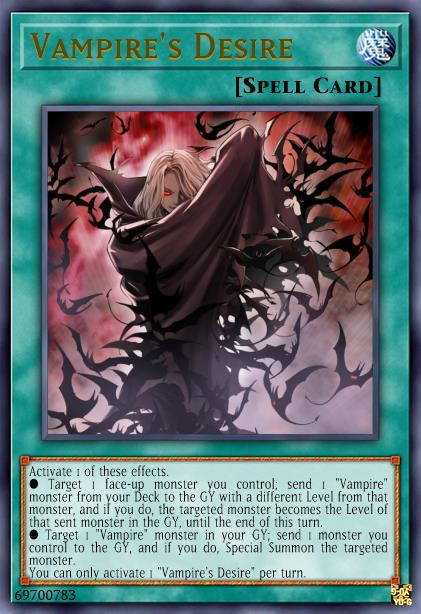 Vampire's Desire
魔
[Spell Card]
Activate 1 of these effects.
● Target 1 face-up monster you control; send 1 "Vampire"
monster from your Deck to the GY with a different Level from that
monster, and if you do, the targeted monster becomes the Level of
that sent monster in the GY, until the end of this turn.
● Target 1 "Vampire" monster in your GY; send 1 monster you
control to the GY, and if you do, Special Summon the targeted
monster.
You can only activate 1 "Vampire's Desire" per turn.
69700783